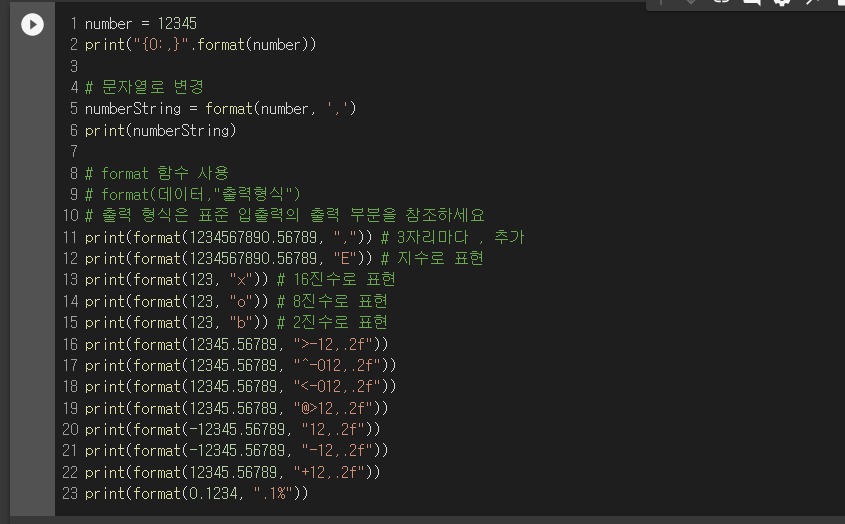 1 number = 12345
2 print("{0:,}".format(number))
3
4 # 문자열로 변경
5 numberString = format(number, ',')
6 print(numberString)
7
8 # format 함수 사용
9 # format(데이터,"출력형식")
10 # 출력 형식은 표준 입출력의 출력 부분을 참조하세요
11 print(format(1234567890.56789, ",")) # 3자리마다 , 추가
12 print(format(1234567890.56789, "E")) # 지수로 표현
13 print(format(123, "x")) # 16진수로 표현
14 print(format(123, "o")) # 8진수로 표현
15 print(format(123, "b")) # 2진수로 표현
16 print(format(12345.56789, ">-12,.2f"))
17 print(format(12345.56789, "^-012,.2f"))
18 print(format(12345.56789, "<-012,.2f"))
19 print(format(12345.56789, "@>12,.2f"))
20 print(format(-12345.56789, "12,.2f"))
21 print(format(-12345.56789, "-12,.2f"))
22 print(format(12345.56789, "+12,.2f"))
23 print(format(0.1234, ".1%"))